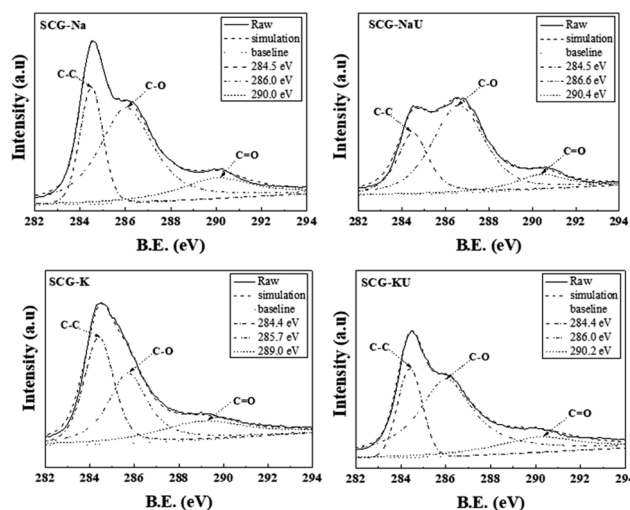 SCG-Na
Raw
simulation
baseline
284.5 eV
286.0 eV
290.0 eV
C-C
C-O
C=O
Intensity (a.u)
282 284 286 288 290 292 294
B.E. (eV)
SCG-NaU
Raw
simulation
baseline
284.5 eV
286.6 eV
290.4 eV
C-C
C-O
C=O
Intensity (a.u)
282 284 286 288 290 292 294
B.E. (eV)
SCG-K
Raw
simulation
baseline
284.4 eV
285.7 eV
289.0 eV
C-C
C-O
C=O
Intensity (a.u)
282 284 286 288 290 292 294
B.E. (eV)
SCG-KU
Raw
simulation
baseline
284.4 eV
286.0 eV
290.2 eV
C-C
C-O
C=O
Intensity (a.u)
282 284 286 288 290 292 294
B.E. (eV)